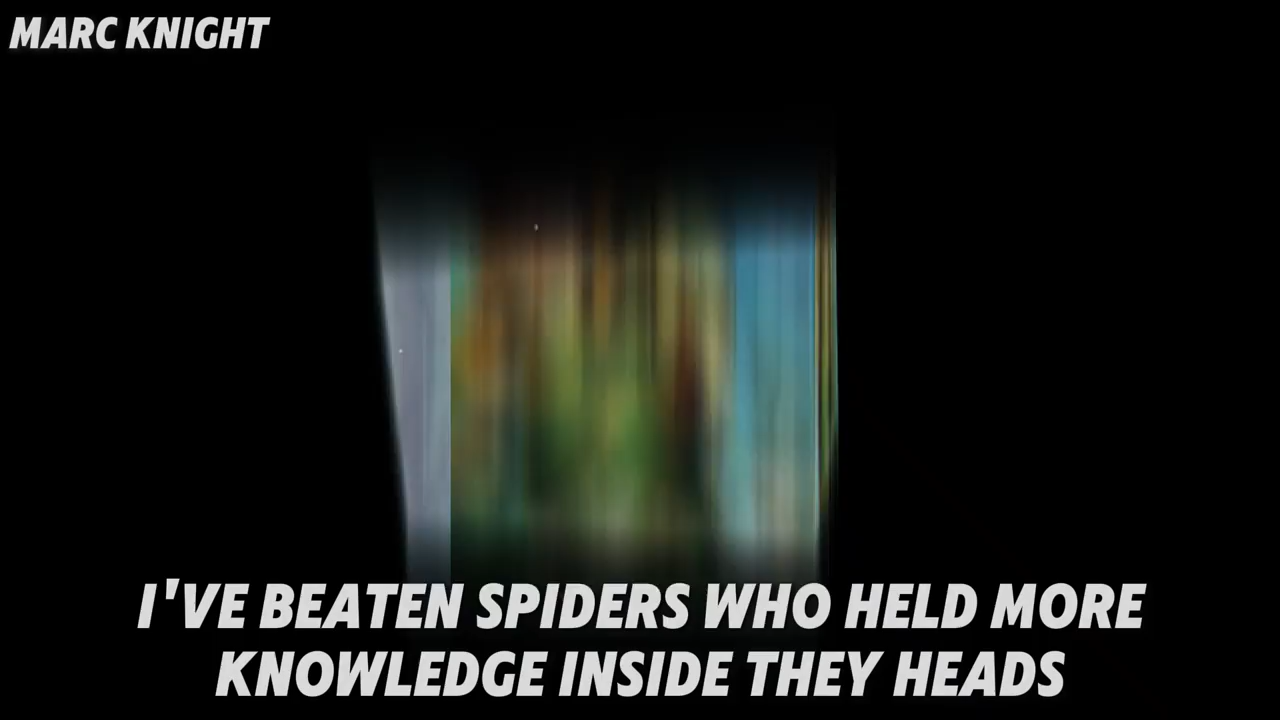 MARC KNIGHT
I'VE BEATEN SPIDERS WHO HELD MORE
KNOWLEDGE INSIDE THEY HEADS